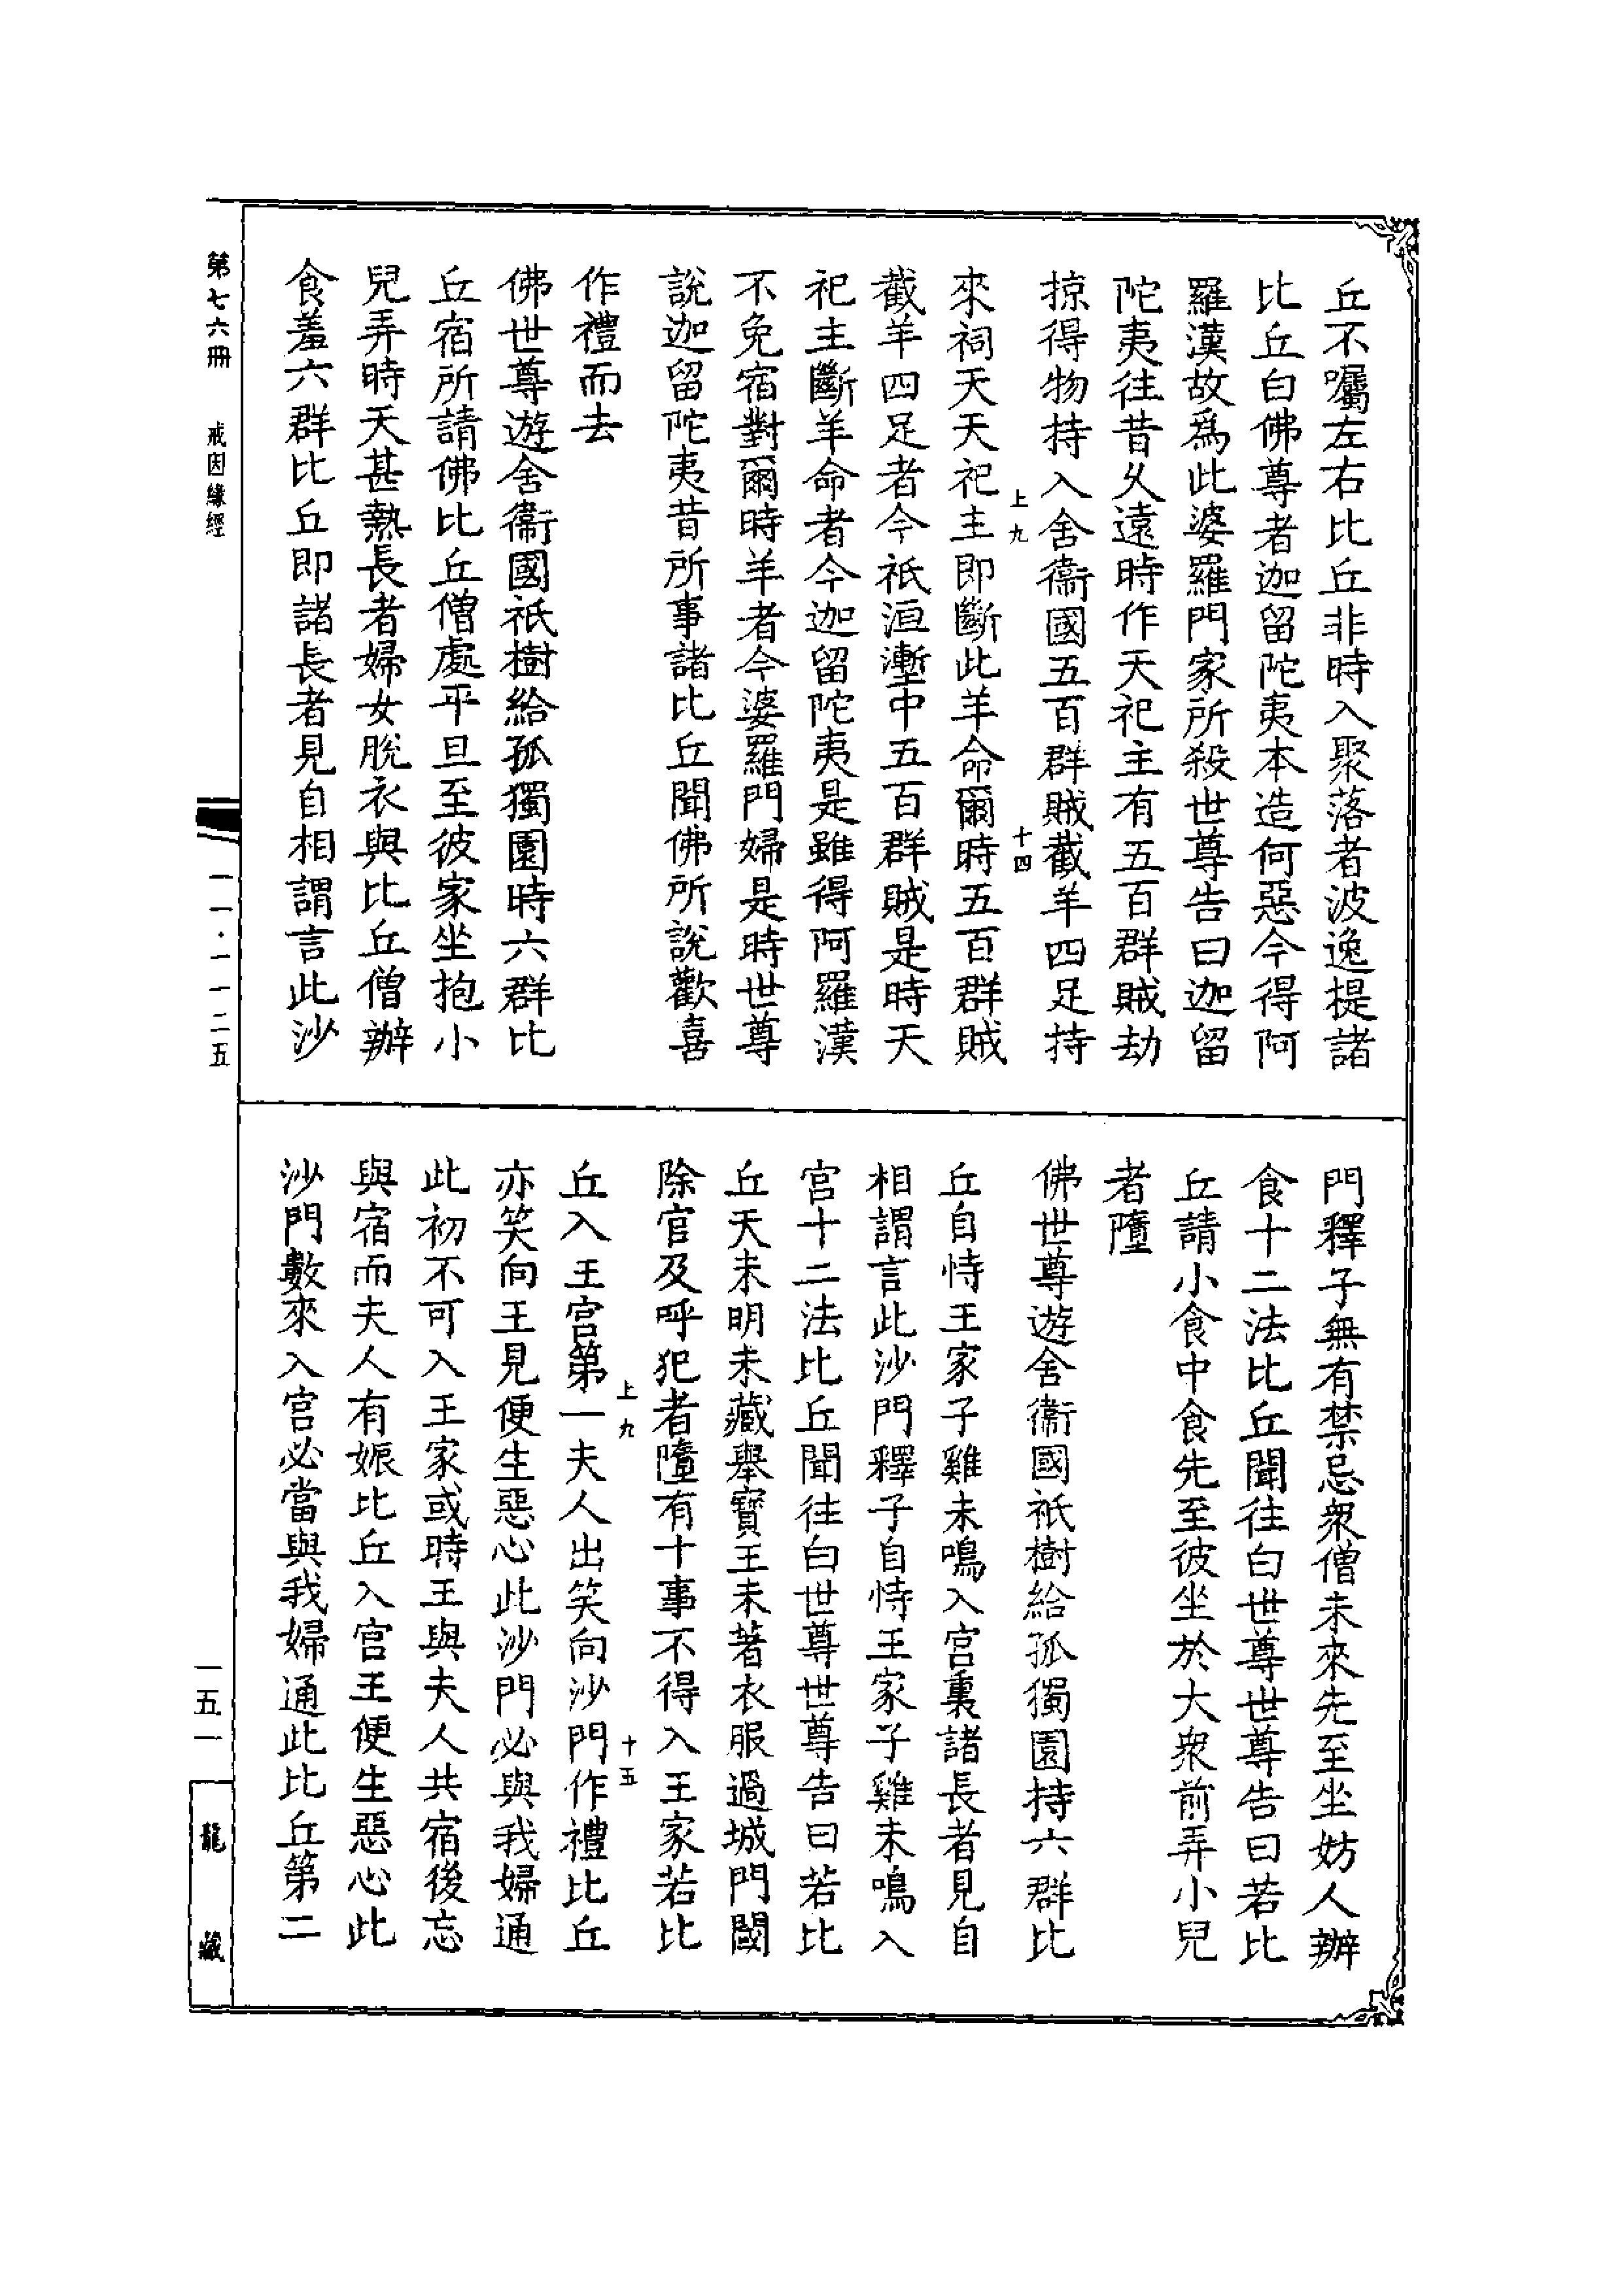 丘不囑左右比丘非時入聚落者波逸提諸
比丘白佛尊者迦留陀夷本造何惡今得阿
羅漢故爲此婆羅門家所殺世尊告曰迦留
陀夷往昔久遠時作天祀主有五百群賊劫
掠得物持入舍衞國五百群賊截羊四足持
上九 十四
來祠天天祀主即斷此羊命爾時五百群賊
截羊四足者今祇洹壍中五百群賊是時天
祀主斷羊命者今迦留陀夷是雖得阿羅漢
不免宿對爾時羊者今婆羅門婦是時世尊
說迦留陀夷昔所事諸比丘聞佛所說歡喜
作禮而去
佛世尊遊舍衞國祇樹給孤獨園時六群比
丘宿所請佛比丘僧處平旦至彼家坐抱小
兒弄時天甚熱長者婦女脫衣與比丘僧辦
食羞六群比丘即諸長者見自相謂言此沙
門釋子無有禁忌衆僧未來先至坐妨人辦
食十二法比丘聞往白世尊世尊告曰若比
丘請小食中食先至彼坐於大衆前弄小兒
者墮
佛世尊遊舍衞國祇樹給孤獨園持六群比
丘自恃王家子雞未鳴入宮裏諸長者見自
相謂言此沙門釋子自恃王家子雞未鳴入
宮十二法比丘聞往白世尊世尊告曰若比
丘天未明未藏舉寶王未著衣服過城門閫
除官及呼犯者墮有十事不得入王家若比
上九 十五
丘入王宮第一夫人出笑向沙門作禮比丘
亦笑向王見便生惡心此沙門必與我婦通
此初不可入王家或時王與夫人共宿後忘
與宿而夫人有娠比丘入宮王便生惡心此
沙門數來入宮必當與我婦通此比丘第二
第七六冊 戒因緣經
一一·一一二五
一五一
龍藏